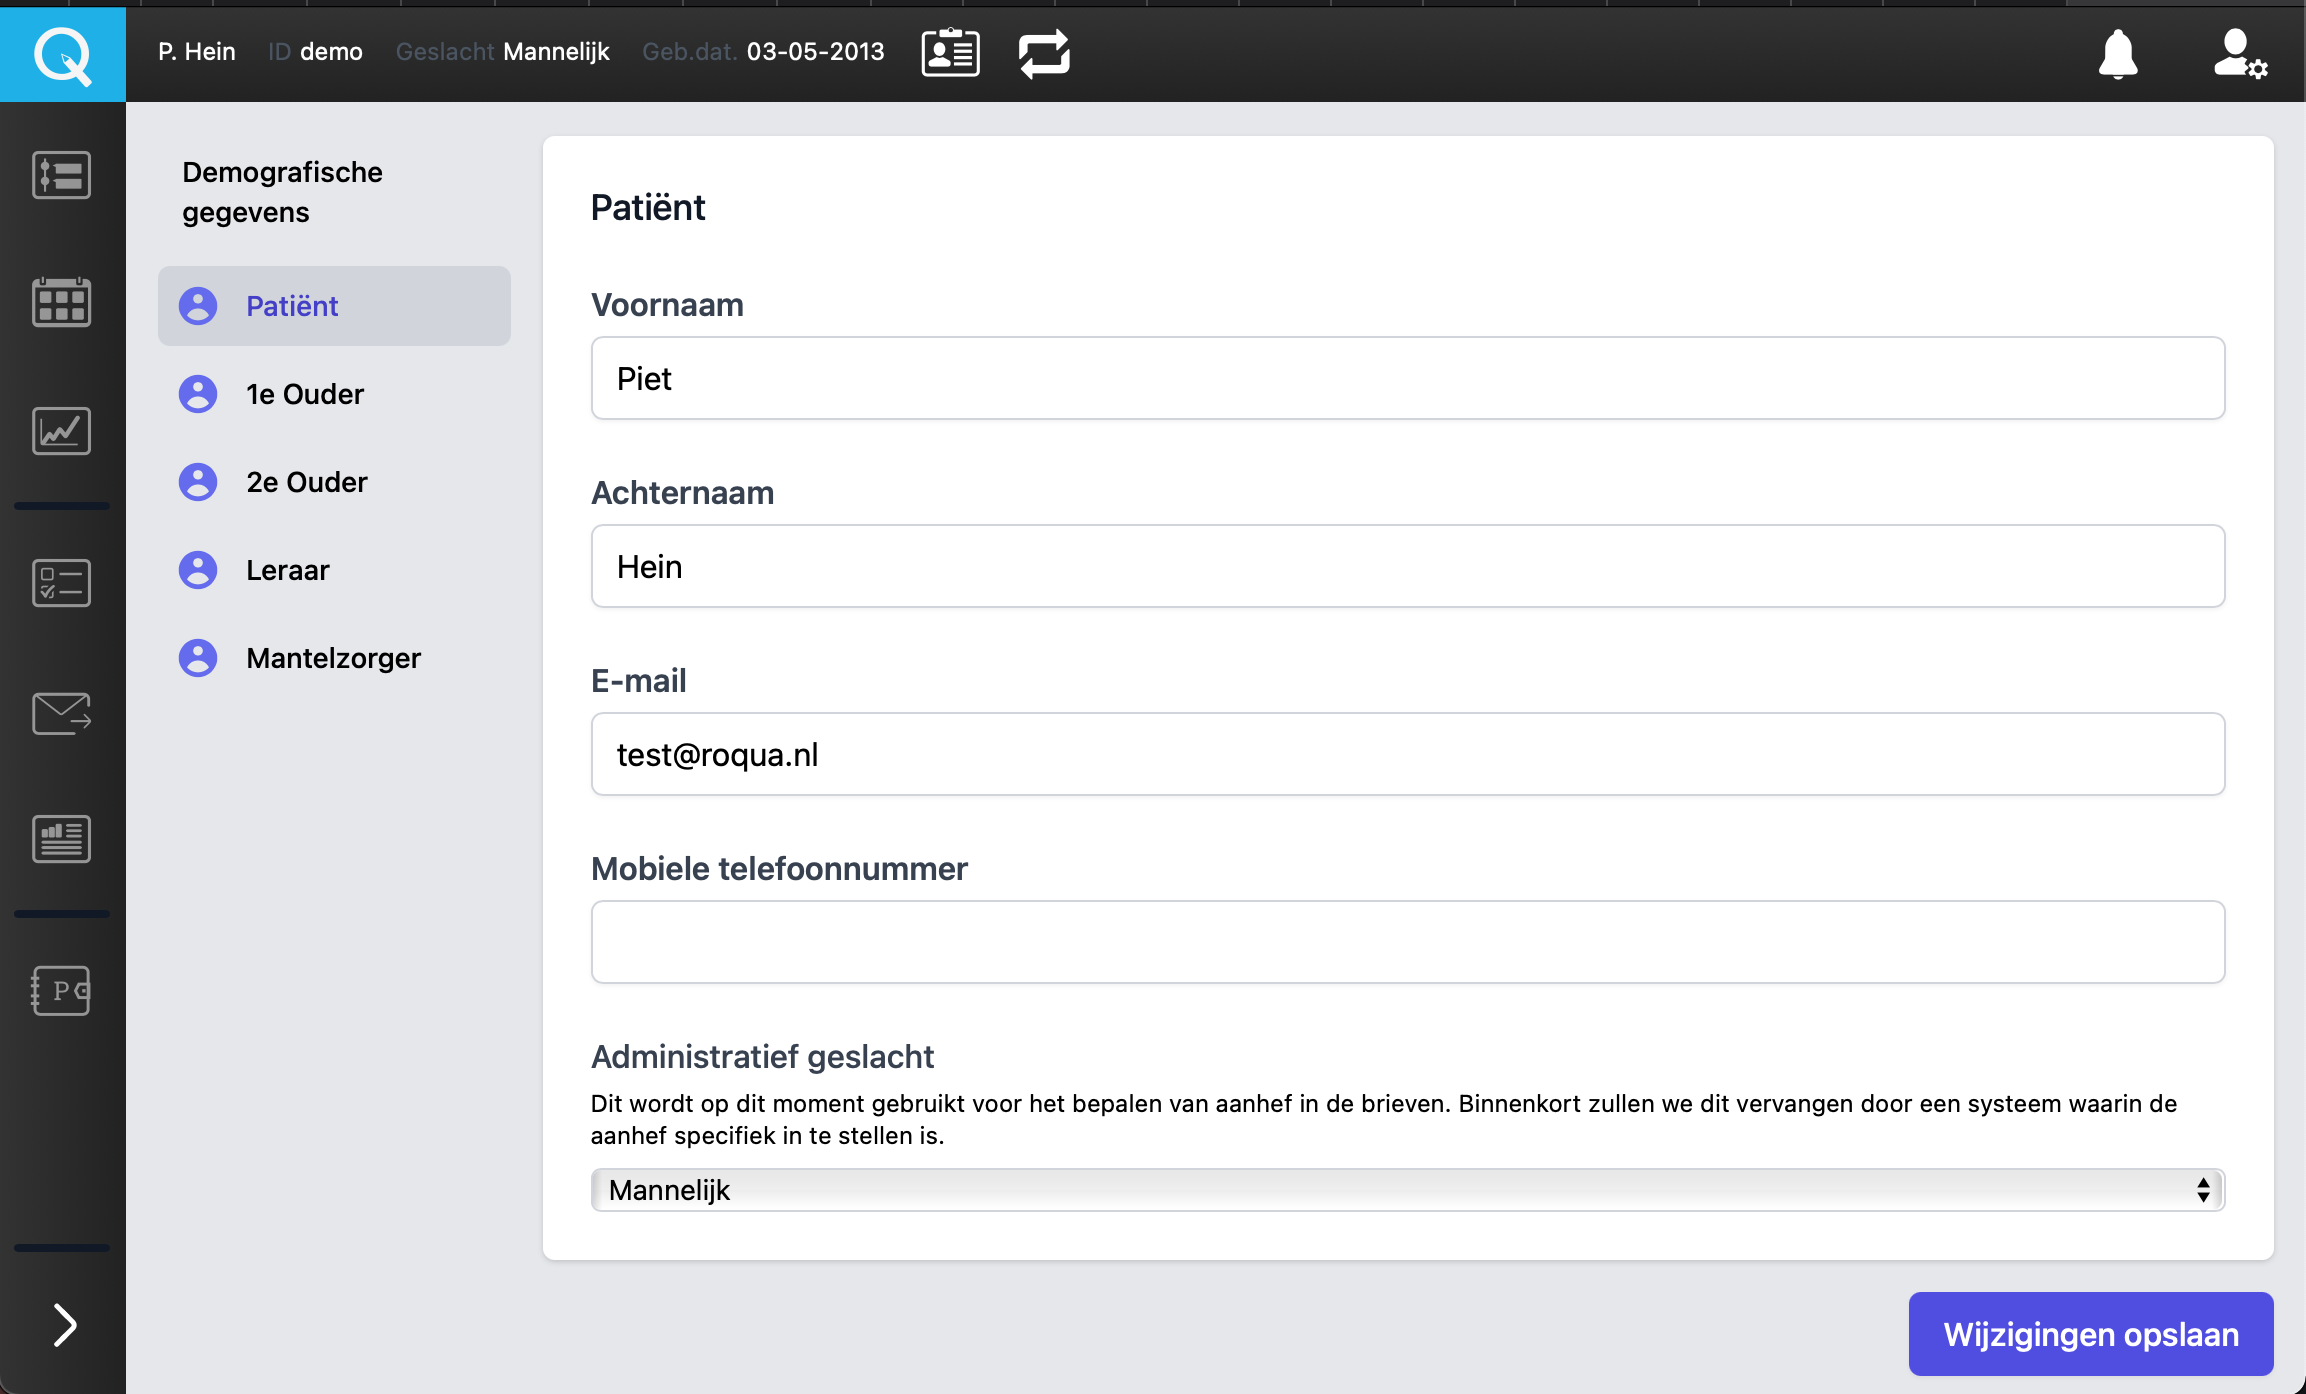 P. Hein ID demo Geslacht Mannelijk Geb.dat. 03-05-2013
Demografische
gegevens
Patiënt
1e Ouder
2e Ouder
Leraar
Mantelzorger
Patiënt
Voornaam
Piet
Achternaam
Hein
E-mail
test@roqua.nl
Mobiele telefoonnummer
Administratief geslacht
Dit wordt op dit moment gebruikt voor het bepalen van aanhef in de brieven. Binnenkort zullen we dit vervangen door een systeem waarin de
aanhef specifiek in te stellen is.
Mannelijk
Wijzigingen opslaan
P